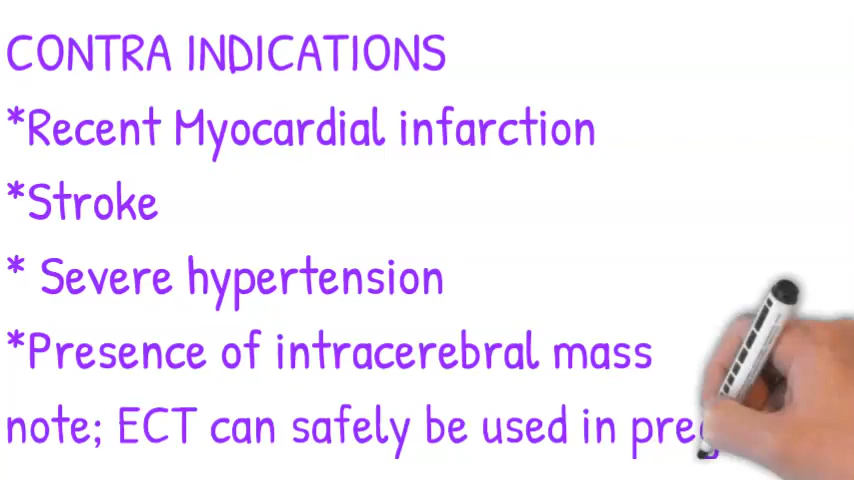 CONTRA INDICATIONS
*Recent Myocardial infarction
*Stroke
* Severe hypertension
*Presence of intracerebral mass
note; ECT can safely be used in preg